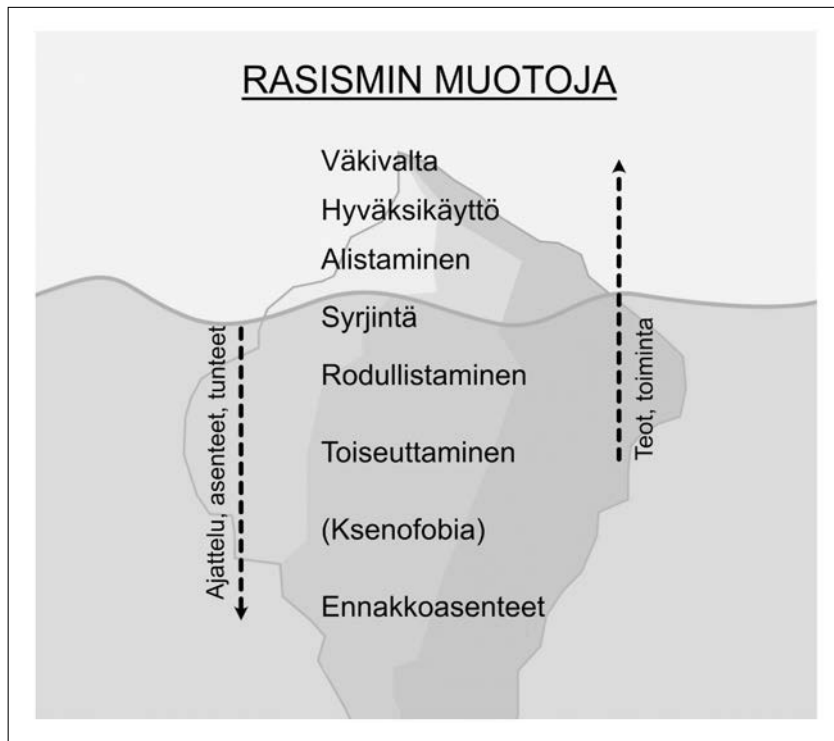 RASISMIN MUOTOJA
Väkivalta
Hyväksikäyttö
Alistaminen
Syrjintä
Rodullistaminen
Toiseuttaminen
(Ksenofobia)
Ennakkoasenteet
Ajattelu, asenteet, tunteet
Teot, toiminta